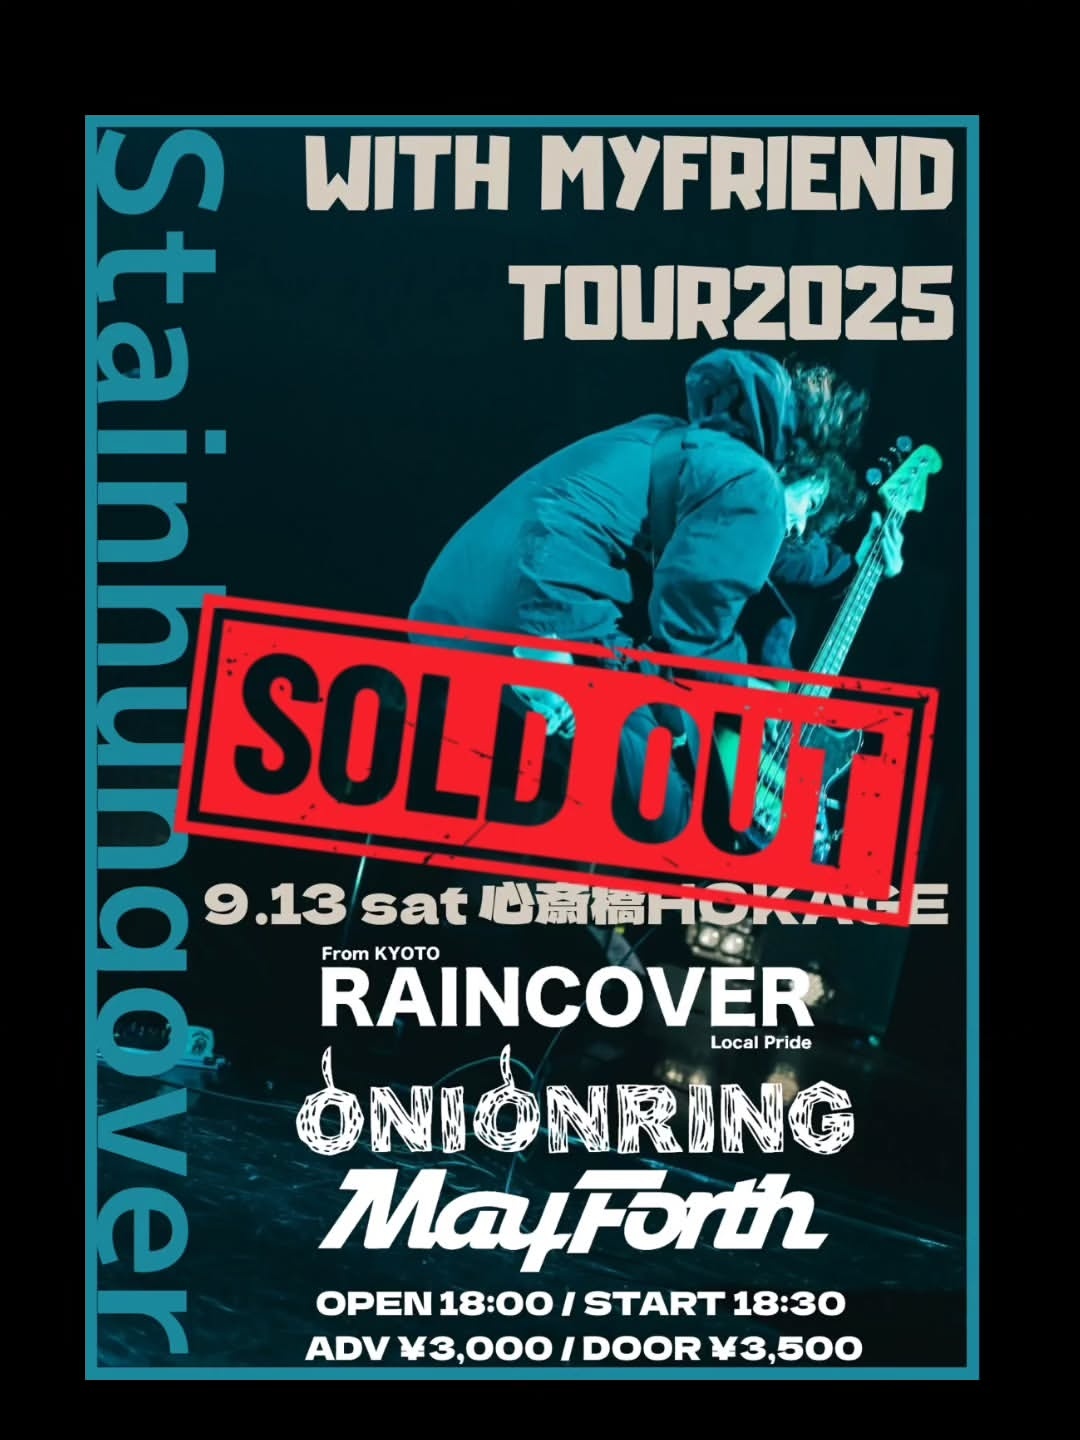 Stainhungover
WITH MYFRIEND
TOUR2025
SOLD OUT
9.13 sat 心斎橋HOKAGE
From KYOTO
RAINCOVER
Local Pride
ONIONRING
MayForth
OPEN 18:00 / START 18:30
ADV ¥3,000 / DOOR ¥3,500